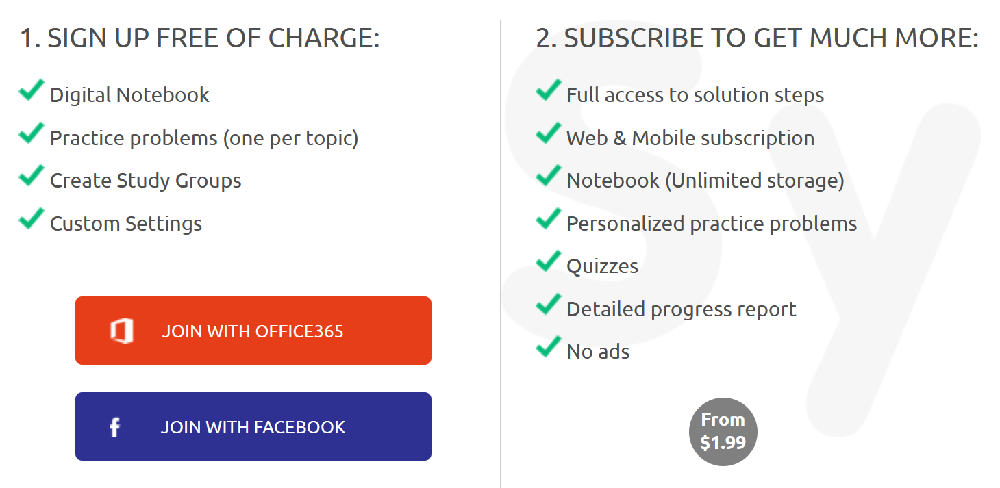 1. SIGN UP FREE OF CHARGE:
Digital Notebook
Practice problems (one per topic)
Create Study Groups
Custom Settings
JOIN WITH OFFICE365
JOIN WITH FACEBOOK
2. SUBSCRIBE TO GET MUCH MORE:
Full access to solution steps
Web & Mobile subscription
Notebook (Unlimited storage)
Personalized practice problems
Quizzes
Detailed progress report
No ads
From
$1.99
Sy